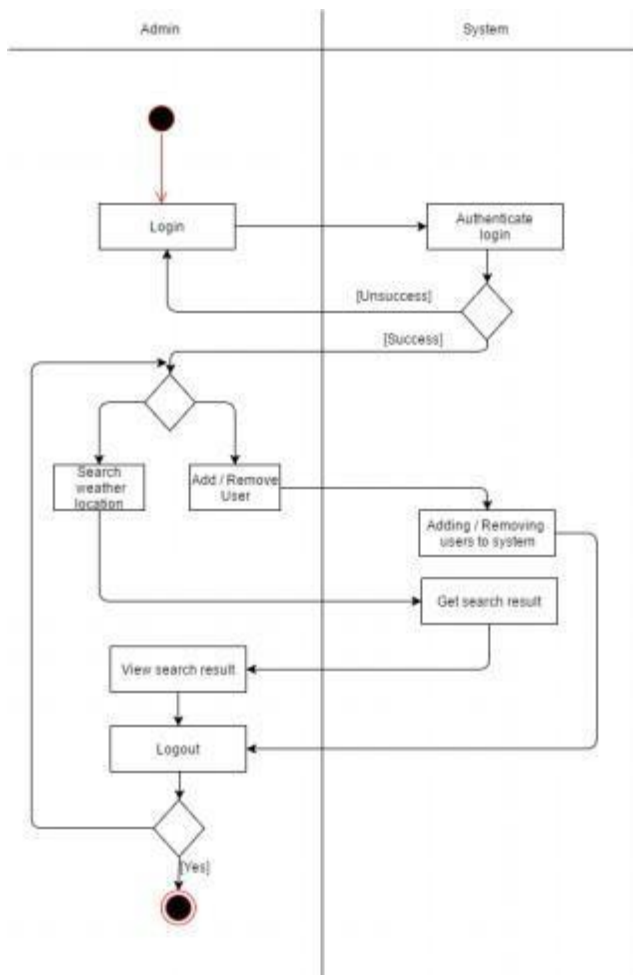 Admin
System
Login
Authenticate
login
[Unsuccess]
[Success]
Search
weather
location
Add / Remove
User
Adding / Removing
users to system
Get search result
View search result
Logout
[Yes]